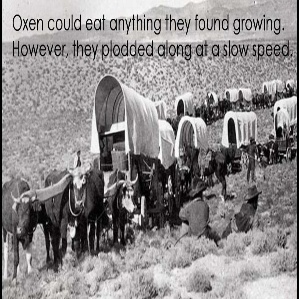 Oxen could eat anything they found growing.
However, they plodded along at a slow speed.